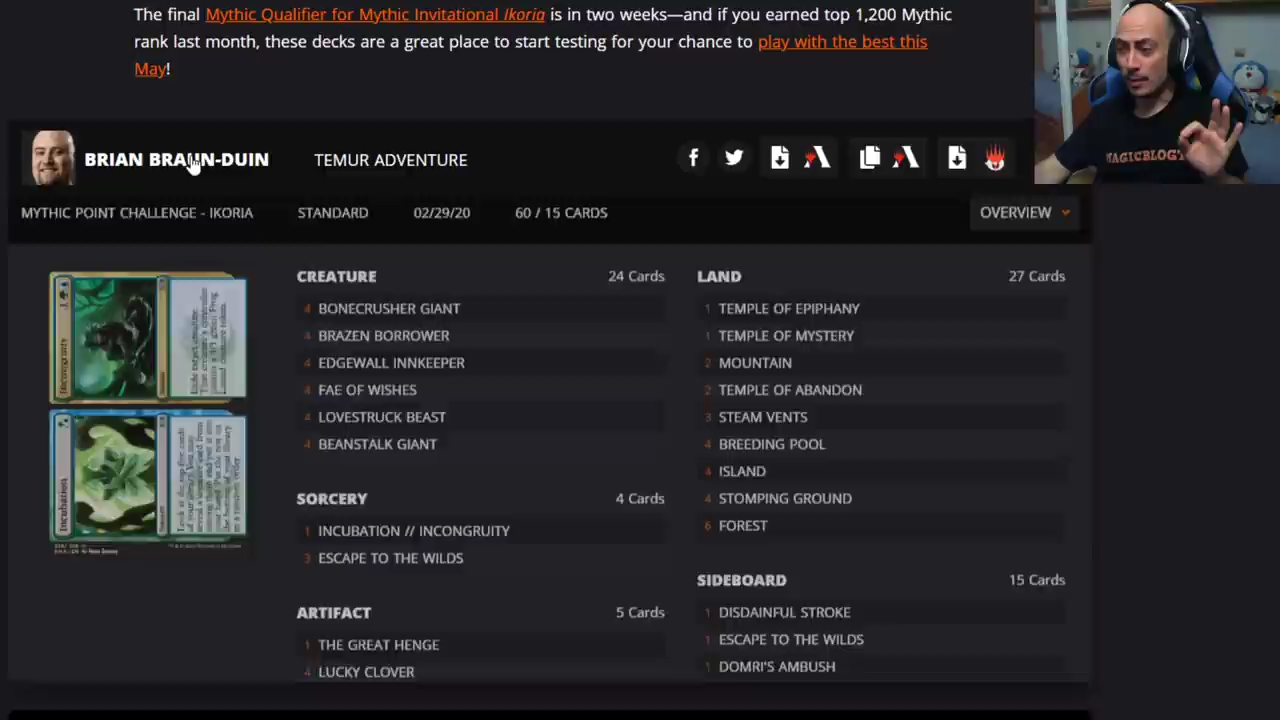 The final Mythic Qualifier for Mythic Invitational Ikoria is in two weeks—and if you earned top 1,200 Mythic
rank last month, these decks are a great place to start testing for your chance to play with the best this
May!
BRIAN BRAUN-DUIN TEMUR ADVENTURE
MYTHIC POINT CHALLENGE - IKORIA STANDARD 02/29/20 60 / 15 CARDS OVERVIEW
CREATURE 24 Cards
4 BONECRUSHER GIANT
4 BRAZEN BORROWER
4 EDGEWALL INNKEEPER
4 FAE OF WISHES
4 LOVESTRUCK BEAST
4 BEANSTALK GIANT
SORCERY 4 Cards
1 INCUBATION // INCONGRUITY
3 ESCAPE TO THE WILDS
ARTIFACT 5 Cards
1 THE GREAT HENGE
4 LUCKY CLOVER
LAND 27 Cards
1 TEMPLE OF EPIPHANY
1 TEMPLE OF MYSTERY
2 MOUNTAIN
2 TEMPLE OF ABANDON
3 STEAM VENTS
4 BREEDING POOL
4 ISLAND
4 STOMPING GROUND
6 FOREST
SIDEBOARD 15 Cards
1 DISDAINFUL STROKE
1 ESCAPE TO THE WILDS
1 DOMRI'S AMBUSH
Incongruity
Incubation
MAGICBLOGT